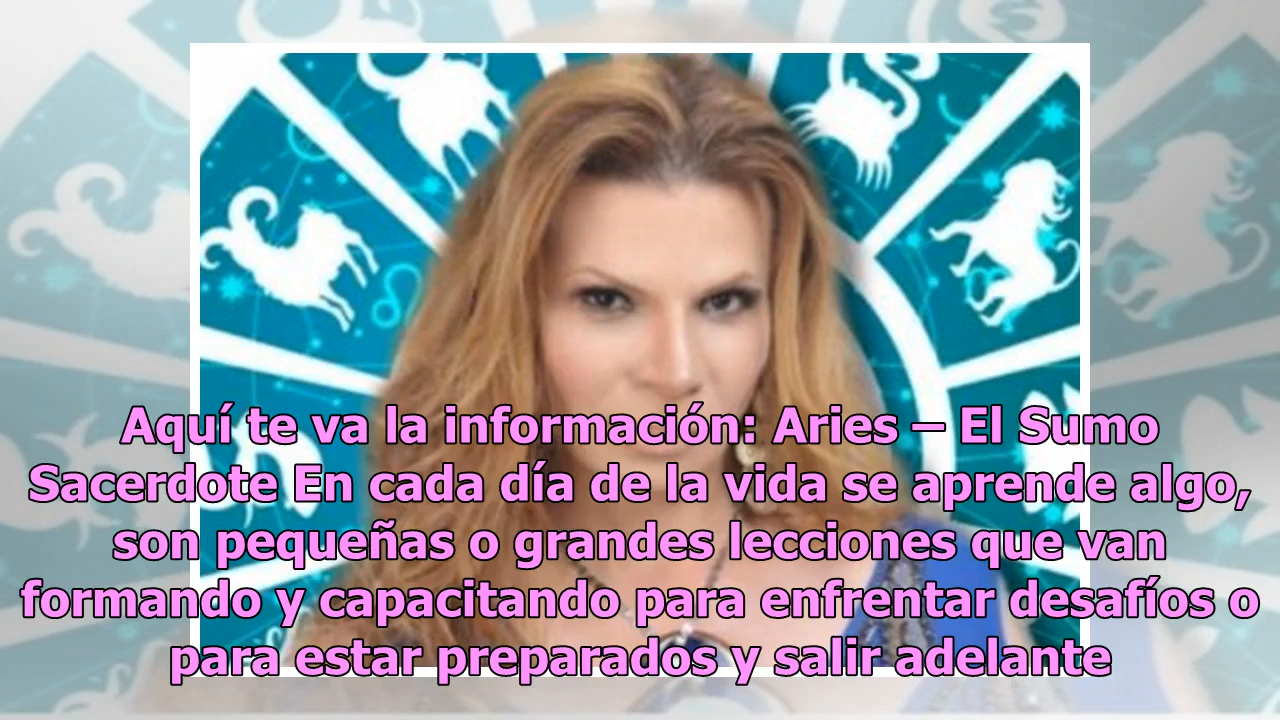 Aquí te va la información: Aries – El Sumo
Sacerdote En cada día de la vida se aprende algo,
son pequeñas o grandes lecciones que van
formando y capacitando para enfrentar desafíos o
para estar preparados y salir adelante